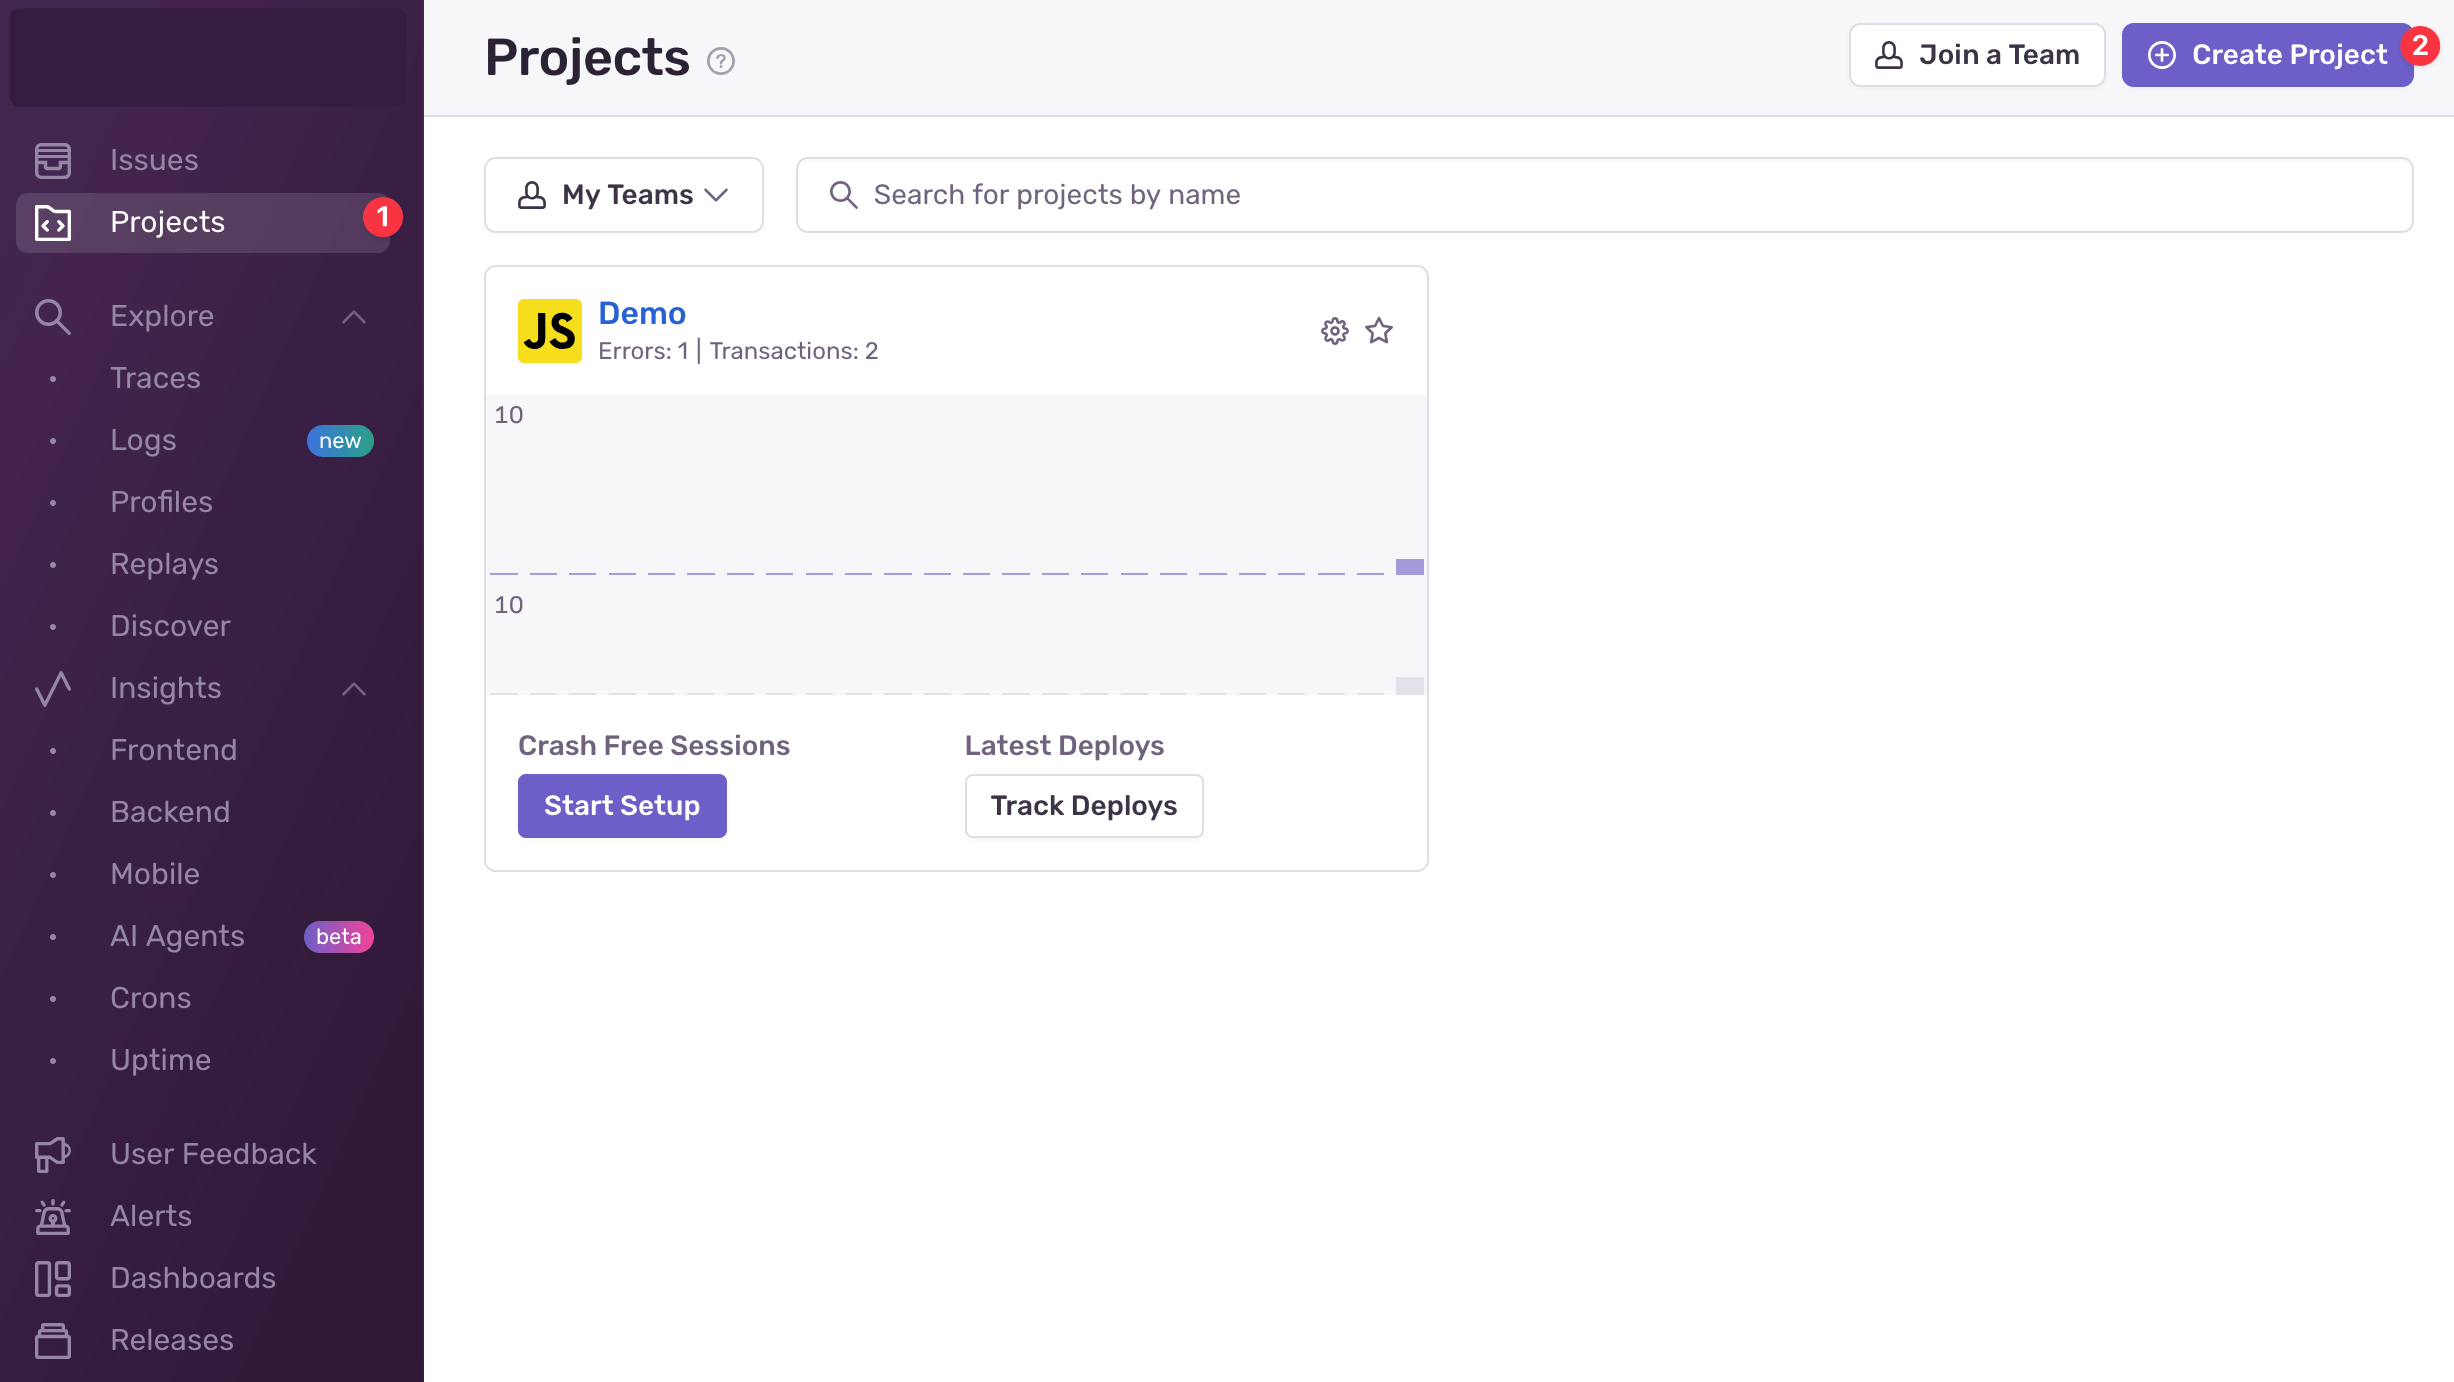 Issues
Projects
1
Explore
Traces
Logs
new
Profiles
Replays
Discover
Insights
Frontend
Backend
Mobile
AI Agents
beta
Crons
Uptime
User Feedback
Alerts
Dashboards
Releases
Projects ?
Join a Team
Create Project
2
My Teams
Search for projects by name
JS
Demo
Errors: 1 | Transactions: 2
10
10
Crash Free Sessions
Start Setup
Latest Deploys
Track Deploys